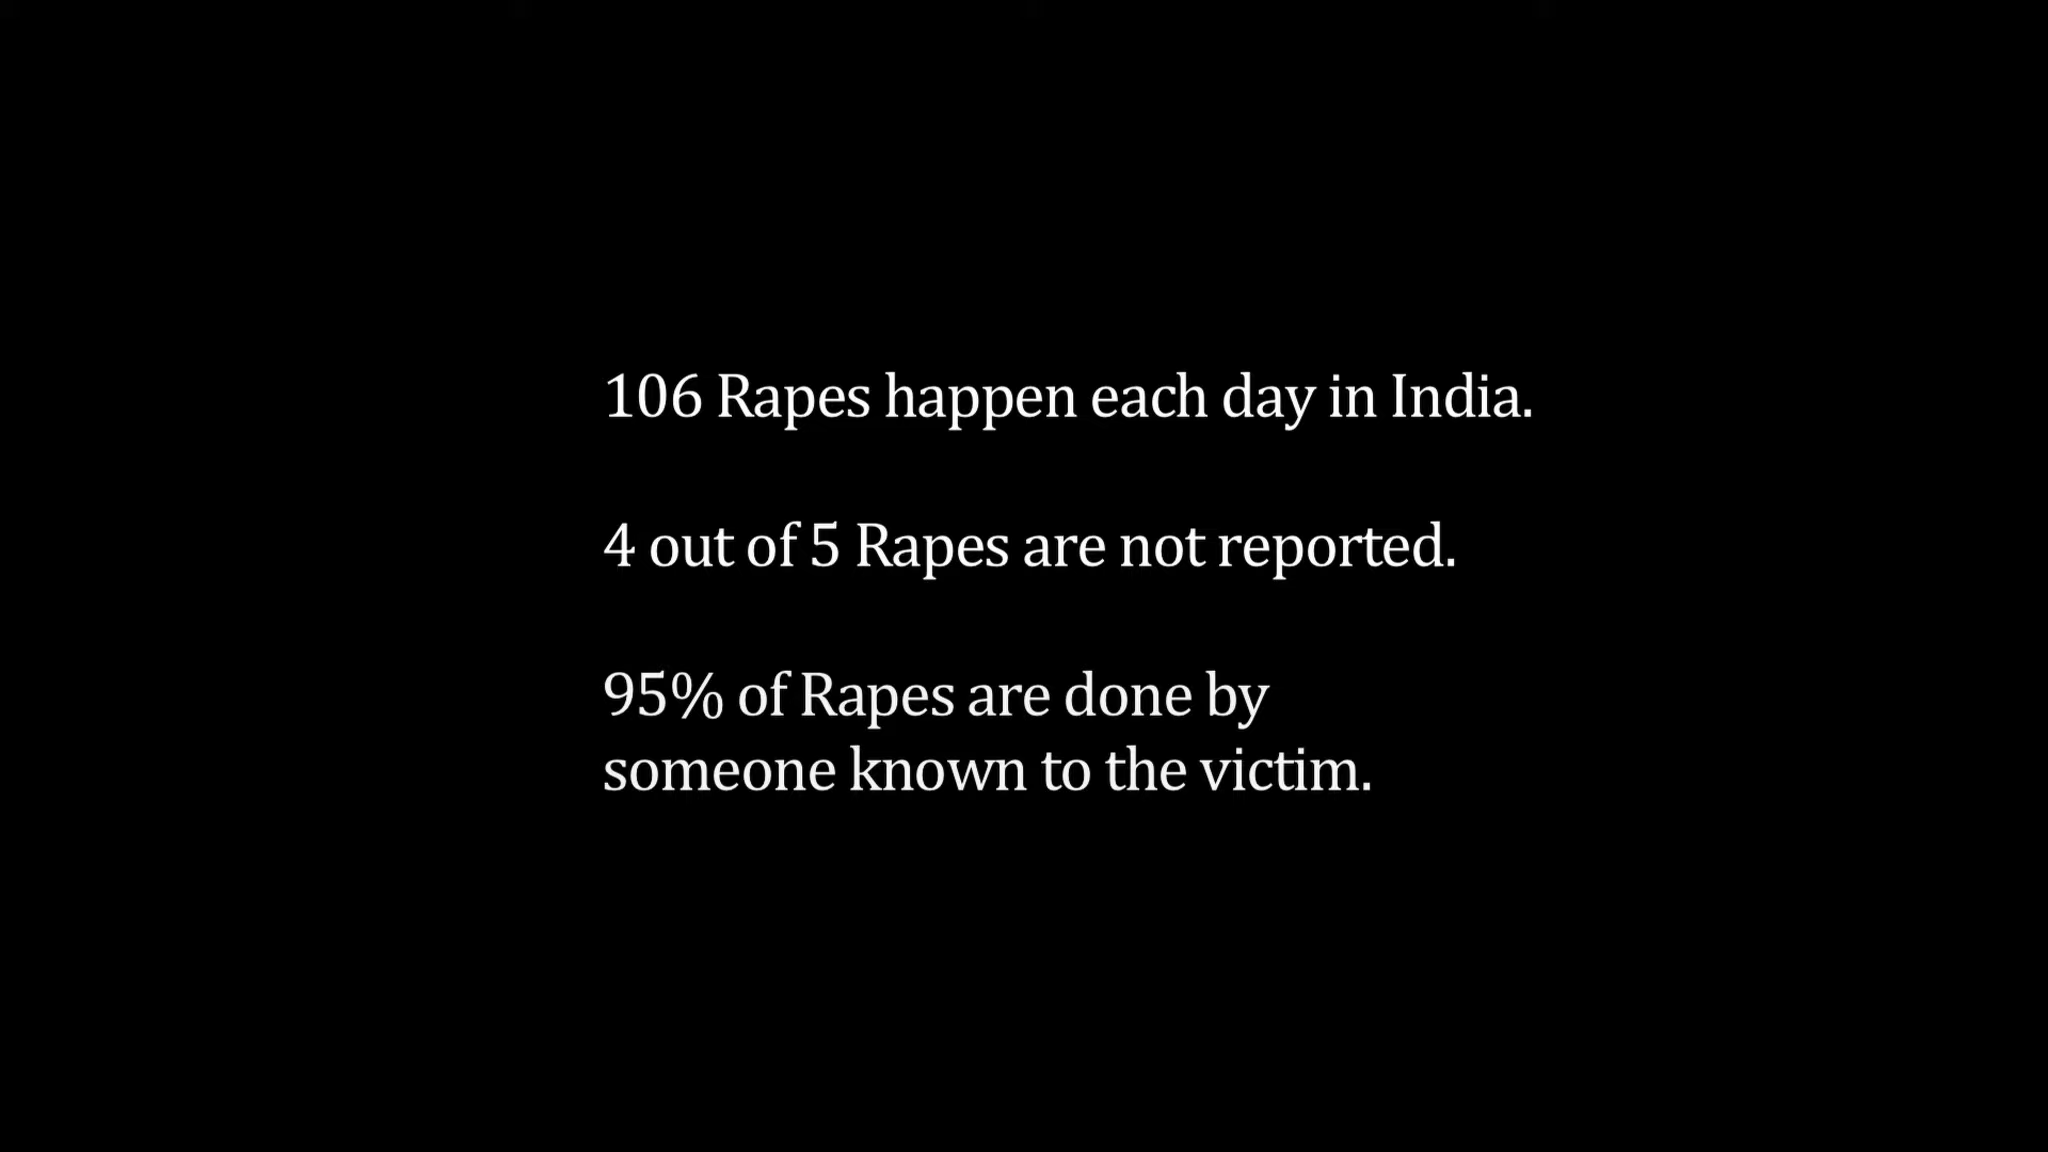 106 Rapes happen each day in India.
4 out of 5 Rapes are not reported.
95% of Rapes are done by
someone known to the victim.